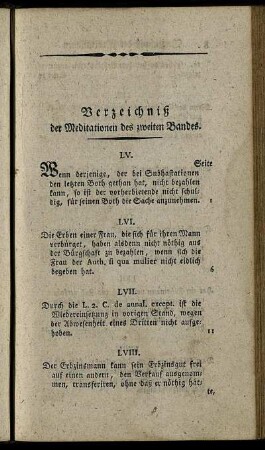 Verzeichniß
der Meditationen des zweiten Bandes.
LV.
Seite
Wenn derjenige, der bei Subhastationen
den letzten Both gethan hat, nicht bezahlen
kann, so ist der vorherbietende nicht schul-
dig, für seinen Both die Sache anzunehmen. 1
LVI.
Die Erben einer Frau, die sich für ihren Mann
verbürget, haben alsdenn nicht nöthig aus
der Bürgschaft zu bezahlen, wenn sich die
Frau der Auth. si qua mulier nicht eidlich
begeben hat. 6
LVII.
Durch die L. 2. C. de annal. except. ist die
Wiedereinsetzung in vorigen Stand, wegen
der Abwesenheit eines Dritten nicht aufge-
hoben. 11
LVIII.
Der Erbzinsmann kann sein Erbzinsgut frei
auf einen andern, den Verkauf ausgenom-
men, transferiren, ohne daß er nöthig hät-
te,